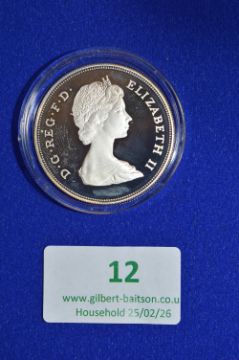 D·G·REG·F·D·
ELIZABETH II
12
www.gilbert-baitson.co.u
Household 25/02/26